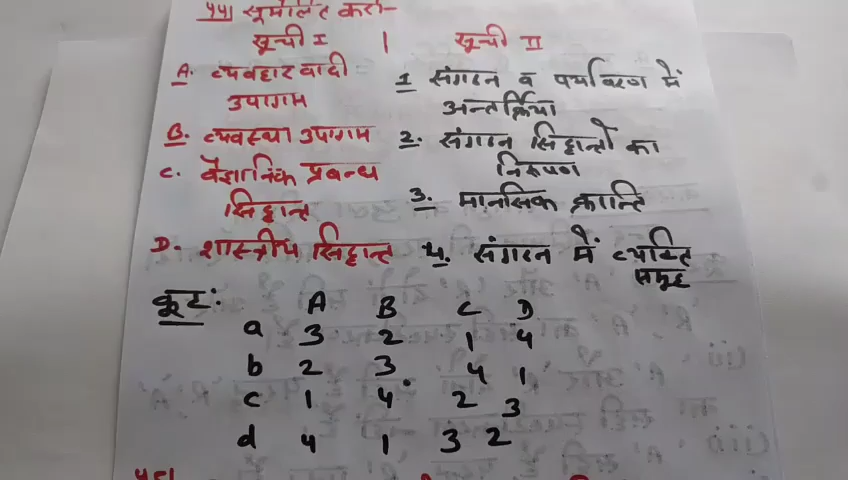 44) सुमेलित करो-
सूची I | सूची II
A. व्यवहारवादी उपागम
1 संगठन व पर्यावरण में अन्तर्क्रिया
B. व्यवस्था उपागम
2. संगठन सिद्धान्तो का निरूपण
C. वैज्ञानिक प्रबन्ध सिद्धान्त
3. मानसिक क्रान्ति
D. शास्त्रीय सिद्धान्त
4. संगठन में व्यक्ति समूह
कूट: A B C D
a 3 2 1 4
b 2 3 4 1
c 1 4 2 3
d 4 1 3 2